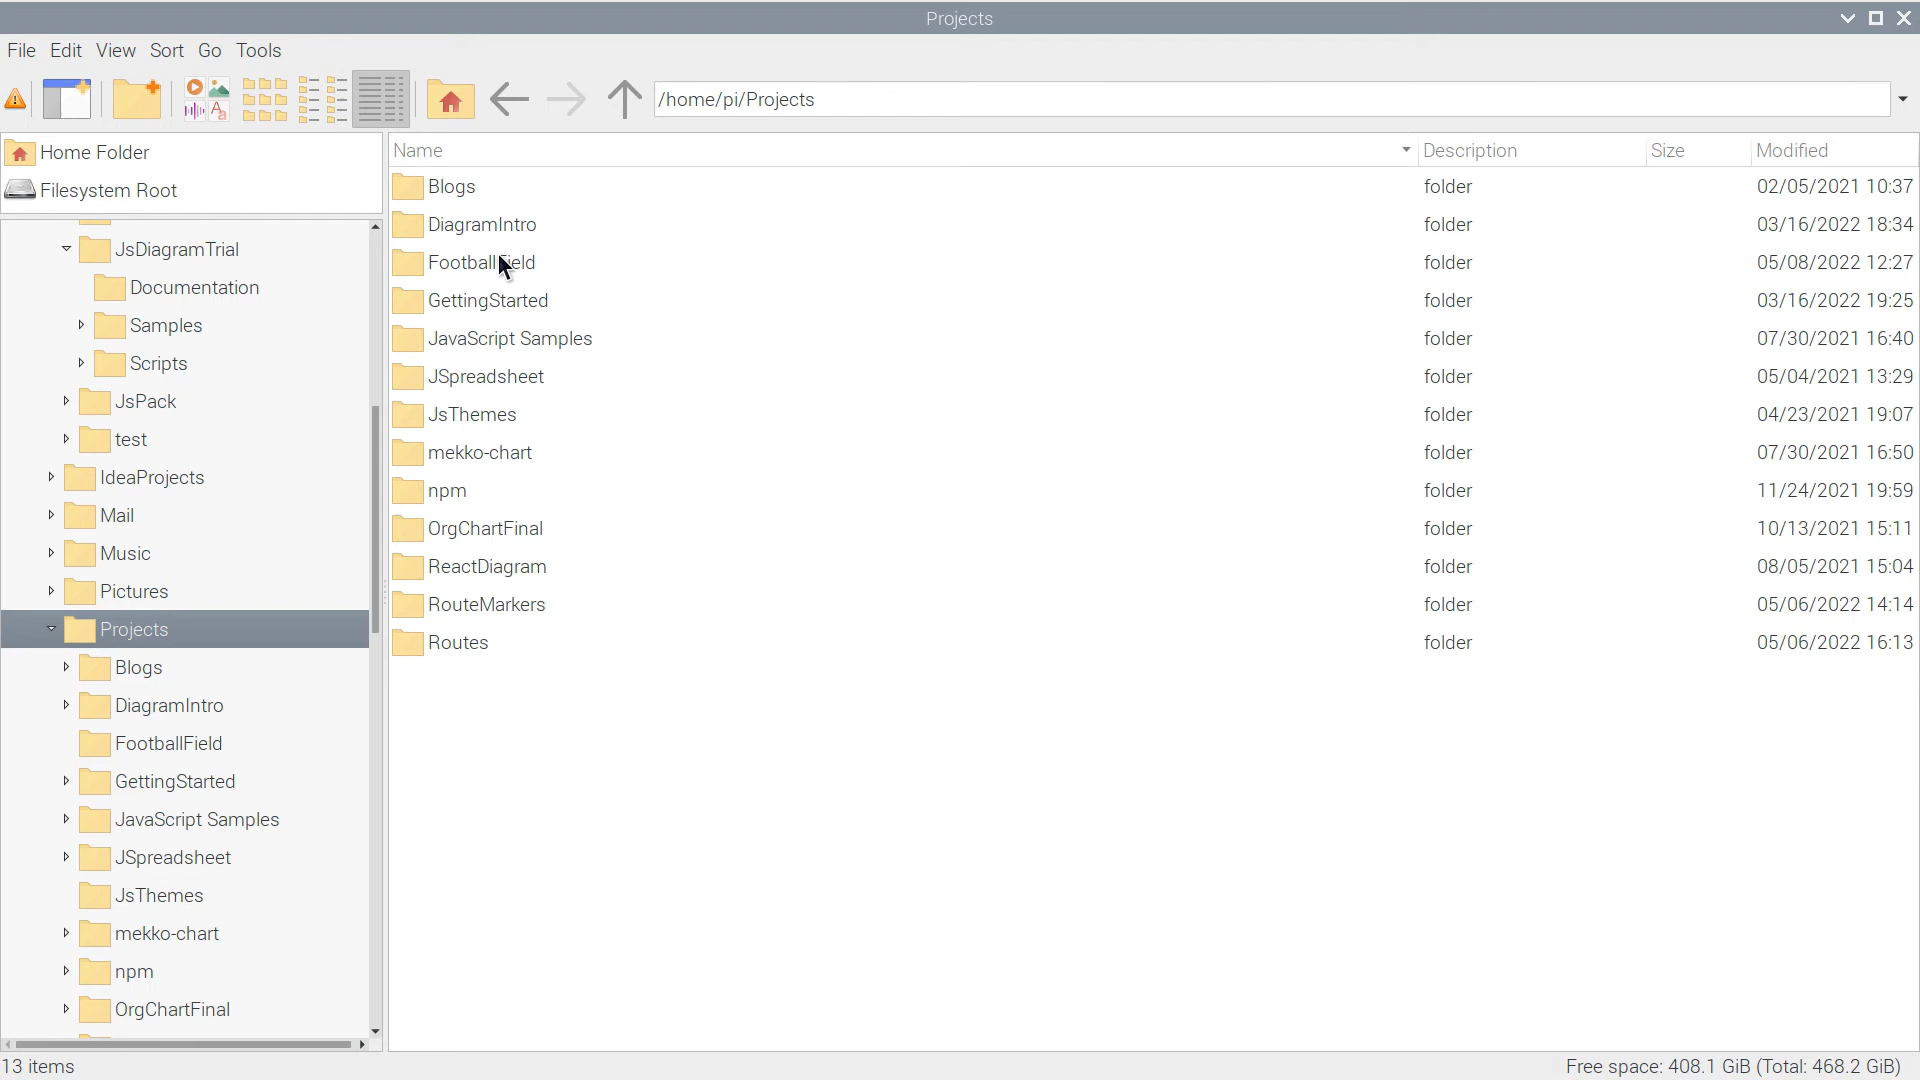 Projects
File Edit View Sort Go Tools
/home/pi/Projects
Home Folder
Filesystem Root
JsDiagramTrial
Documentation
Samples
Scripts
JsPack
test
IdeaProjects
Mail
Music
Pictures
Projects
Blogs
DiagramIntro
FootballField
GettingStarted
JavaScript Samples
JSpreadsheet
JsThemes
mekko-chart
npm
OrgChartFinal
Name Description Size Modified
Blogs folder 02/05/2021 10:37
DiagramIntro folder 03/16/2022 18:34
FootballField folder 05/08/2022 12:27
GettingStarted folder 03/16/2022 19:25
JavaScript Samples folder 07/30/2021 16:40
JSpreadsheet folder 05/04/2021 13:29
JsThemes folder 04/23/2021 19:07
mekko-chart folder 07/30/2021 16:50
npm folder 11/24/2021 19:59
OrgChartFinal folder 10/13/2021 15:11
ReactDiagram folder 08/05/2021 15:04
RouteMarkers folder 05/06/2022 14:14
Routes folder 05/06/2022 16:13
13 items Free space: 408.1 GiB (Total: 468.2 GiB)